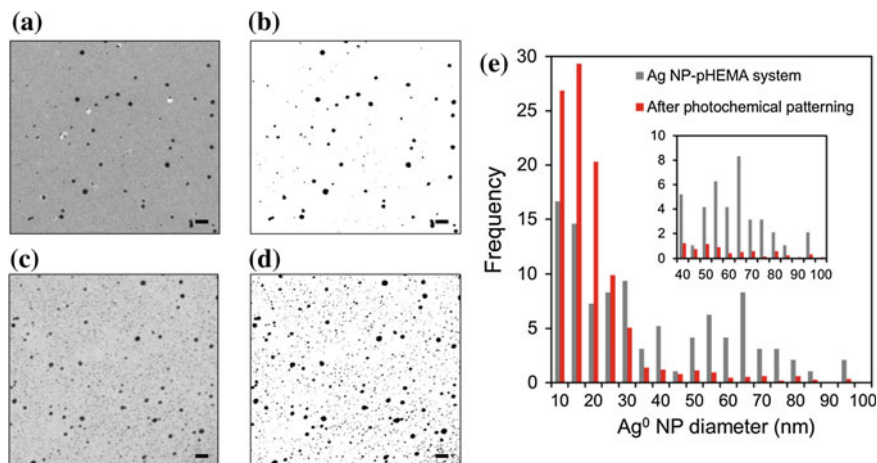 (a)
(b)
(c)
(d)
(e)
30
25
20
15
10
5
0
Frequency
Ag NP-pHEMA system
After photochemical patterning
10
8
6
4
2
0
40 50 60 70 80 90 100
10 20 30 40 50 60 70 80 90 100
Ag⁰ NP diameter (nm)